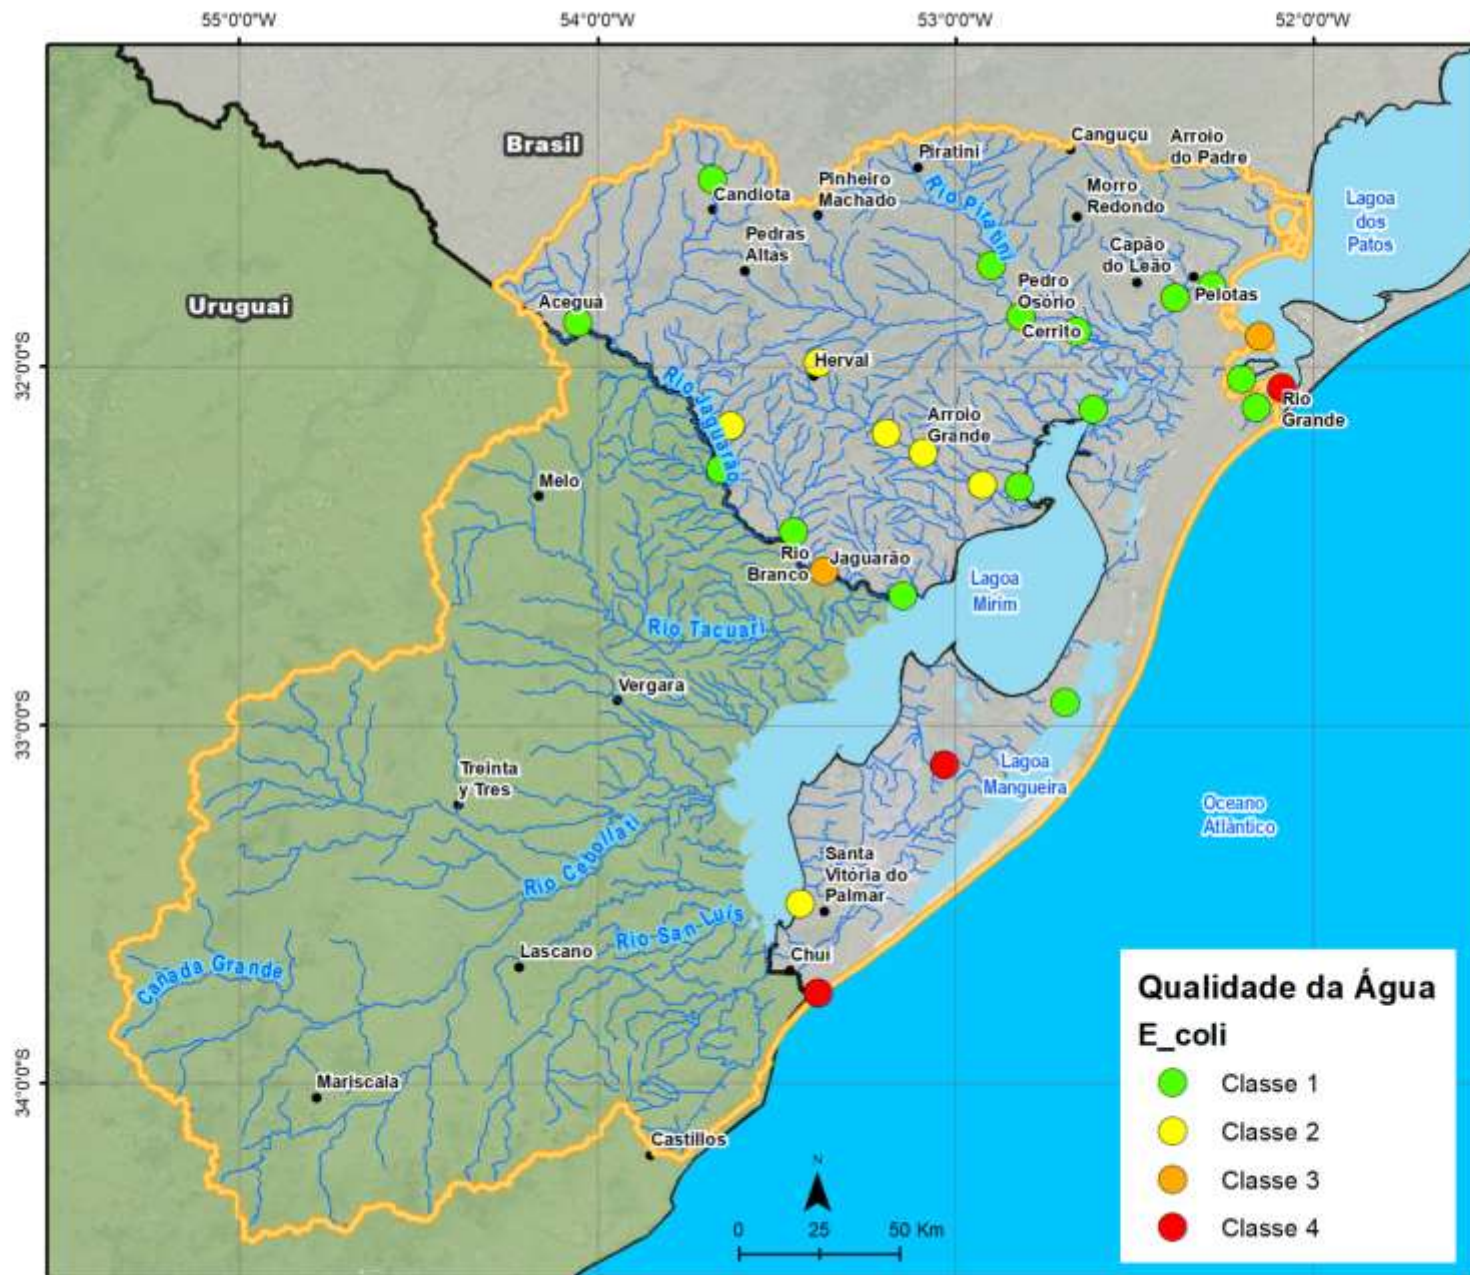 55°0'0"W
54°0'0"W
53°0'0"W
52°0'0"W
Brasil
Uruguai
Canguçu
Arroio
do Padre
Piratini
Rio Piratini
Pinheiro
Machado
Candiota
Morro
Redondo
Lagoa
dos
Patos
Pedras
Altas
Capão
do Leão
Pelotas
Pedro
Osório
Cerrito
Aceguá
32°0'0"S
Herval
Rio Jaguarão
Arroio
Grande
Rio
Grande
Melo
Rio
Branco
Jaguarão
Lagoa
Mirim
Rio Tacuari
Vergara
33°0'0"S
Treinta
y Tres
Lagoa
Mangueira
Oceano
Atlântico
Rio Cebollati
Santa
Vitória do
Palmar
Rio San Luís
Lascano
Chuí
Cañada Grande
34°0'0"S
Mariscala
Castillos
N
0 25 50 Km
Qualidade da Água
E_coli
Classe 1
Classe 2
Classe 3
Classe 4